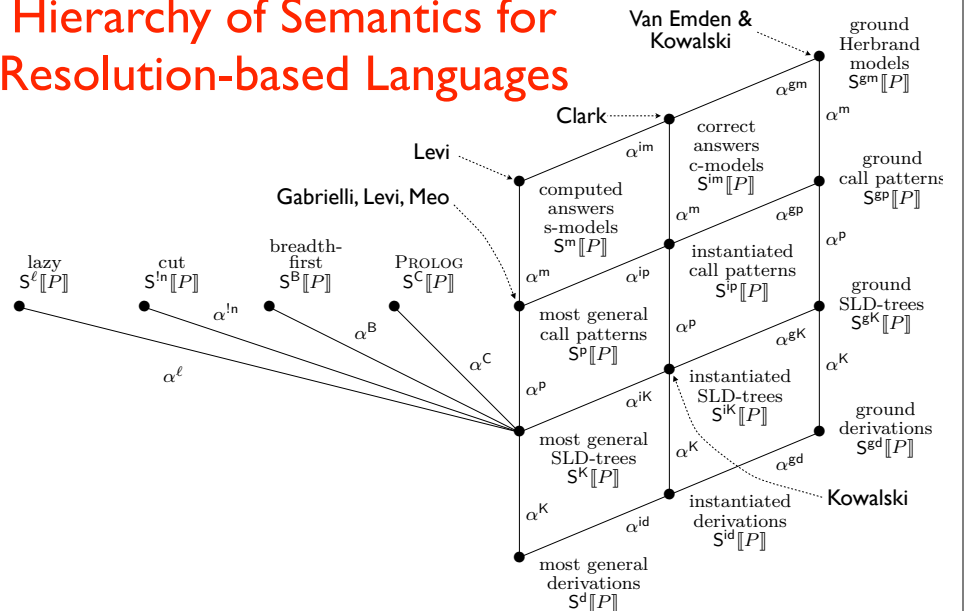 Hierarchy of Semantics for
Resolution-based Languages
Van Emden &
Kowalski
ground
Herbrand
models
S^gm⟦P⟧
α^gm
Clark
α^m
α^im
correct
answers
c-models
S^im⟦P⟧
Levi
ground
call patterns
S^gp⟦P⟧
Gabrielli, Levi, Meo
computed
answers
s-models
S^m⟦P⟧
α^m
α^gp
α^p
lazy
S^ℓ⟦P⟧
cut
S^!n⟦P⟧
breadth-
first
S^B⟦P⟧
PROLOG
S^C⟦P⟧
α^m
α^ip
instantiated
call patterns
S^ip⟦P⟧
ground
SLD-trees
S^gK⟦P⟧
α^!n
α^B
α^C
α^ℓ
most general
call patterns
S^p⟦P⟧
α^p
α^gK
α^K
α^p
α^iK
instantiated
SLD-trees
S^iK⟦P⟧
ground
derivations
S^gd⟦P⟧
most general
SLD-trees
S^K⟦P⟧
α^K
α^gd
Kowalski
α^K
α^id
instantiated
derivations
S^id⟦P⟧
most general
derivations
S^d⟦P⟧